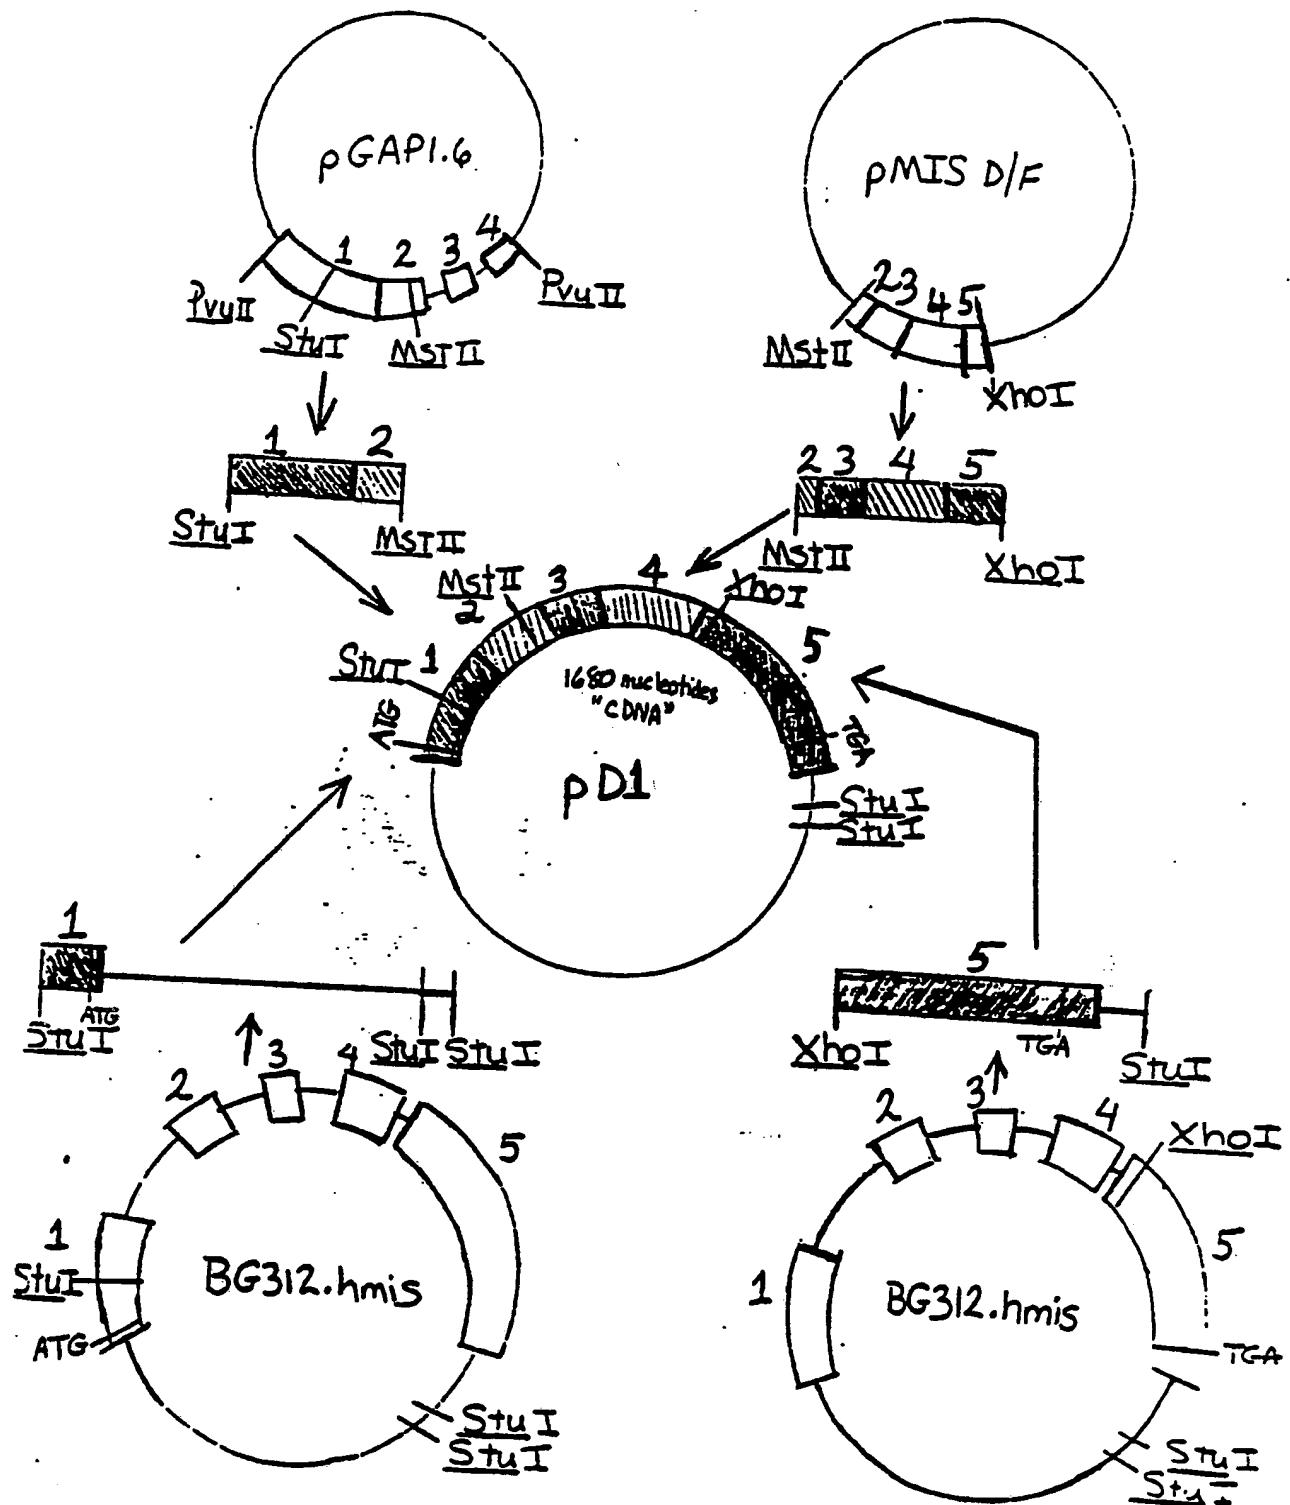 pGAP1.6
pMIS D/F
1
2
3
4
PvuII
StuI
MstII
PvuII
2
3
4
5
MstII
XhoI
1
2
StuI
MstII
2
3
4
5
MstII
XhoI
StuI
1
2
MstII
3
4
XhoI
5
ATG
1680 nucleotides
"CDNA"
TGA
pD1
StuI
StuI
1
StuI
ATG
StuI
StuI
5
XhoI
TGA
StuI
1
2
3
4
5
StuI
ATG
BG312.hmis
StuI
StuI
1
2
3
4
XhoI
5
BG312.hmis
TGA
StuI
StuI